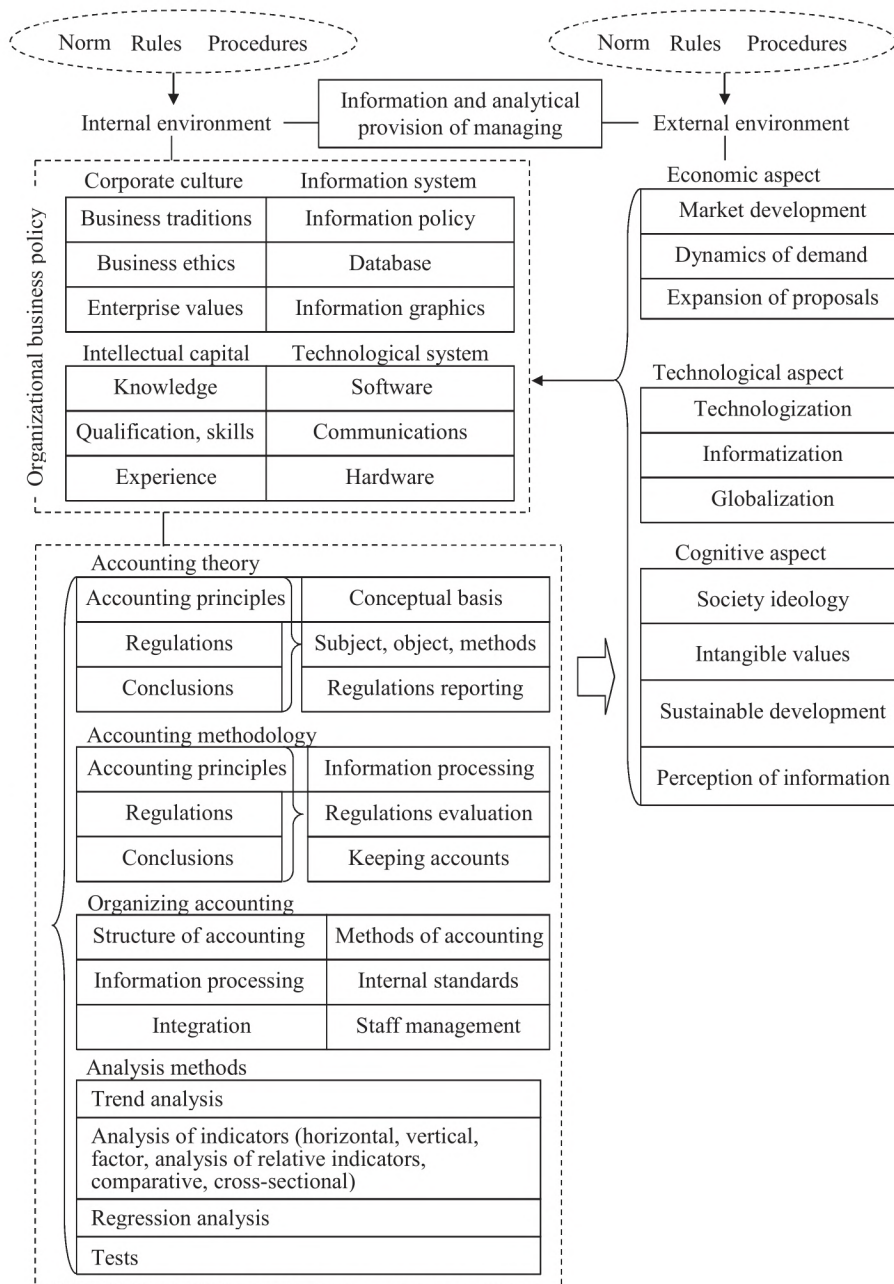 Norm Rules Procedures
Norm Rules Procedures
Internal environment
Information and analytical
provision of managing
External environment
Organizational business policy
Corporate culture
Information system
Business traditions
Information policy
Business ethics
Database
Enterprise values
Information graphics
Intellectual capital
Technological system
Knowledge
Software
Qualification, skills
Communications
Experience
Hardware
Economic aspect
Market development
Dynamics of demand
Expansion of proposals
Technological aspect
Technologization
Informatization
Globalization
Cognitive aspect
Society ideology
Intangible values
Sustainable development
Perception of information
Accounting theory
Accounting principles
Conceptual basis
Regulations
Subject, object, methods
Conclusions
Regulations reporting
Accounting methodology
Accounting principles
Information processing
Regulations
Regulations evaluation
Conclusions
Keeping accounts
Organizing accounting
Structure of accounting
Methods of accounting
Information processing
Internal standards
Integration
Staff management
Analysis methods
Trend analysis
Analysis of indicators (horizontal, vertical,
factor, analysis of relative indicators,
comparative, cross-sectional)
Regression analysis
Tests